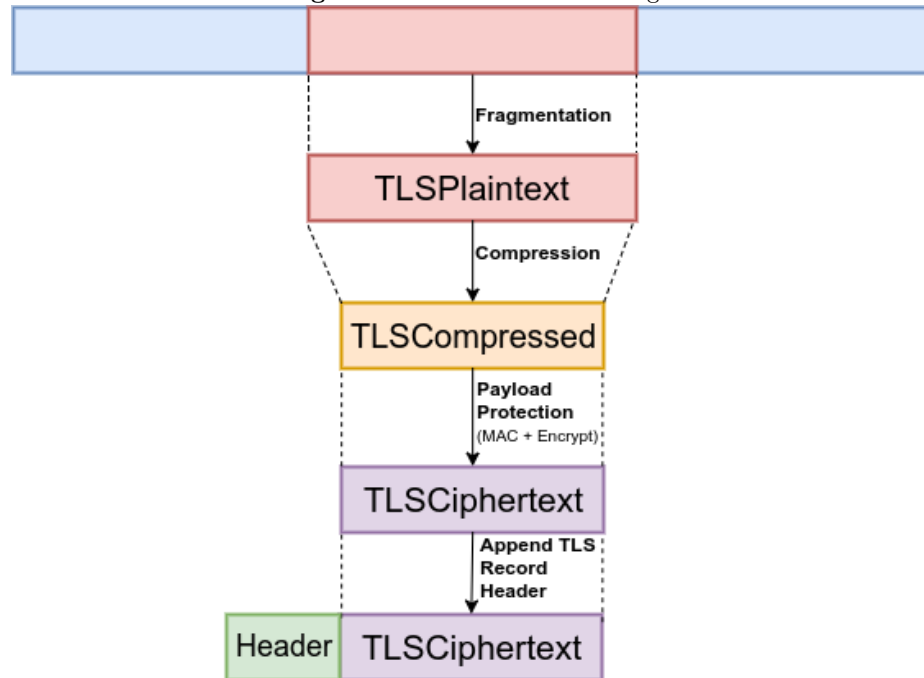 Fragmentation
TLSPlaintext
Compression
TLSCompressed
Payload
Protection
(MAC + Encrypt)
TLSCiphertext
Append TLS
Record
Header
Header TLSCiphertext